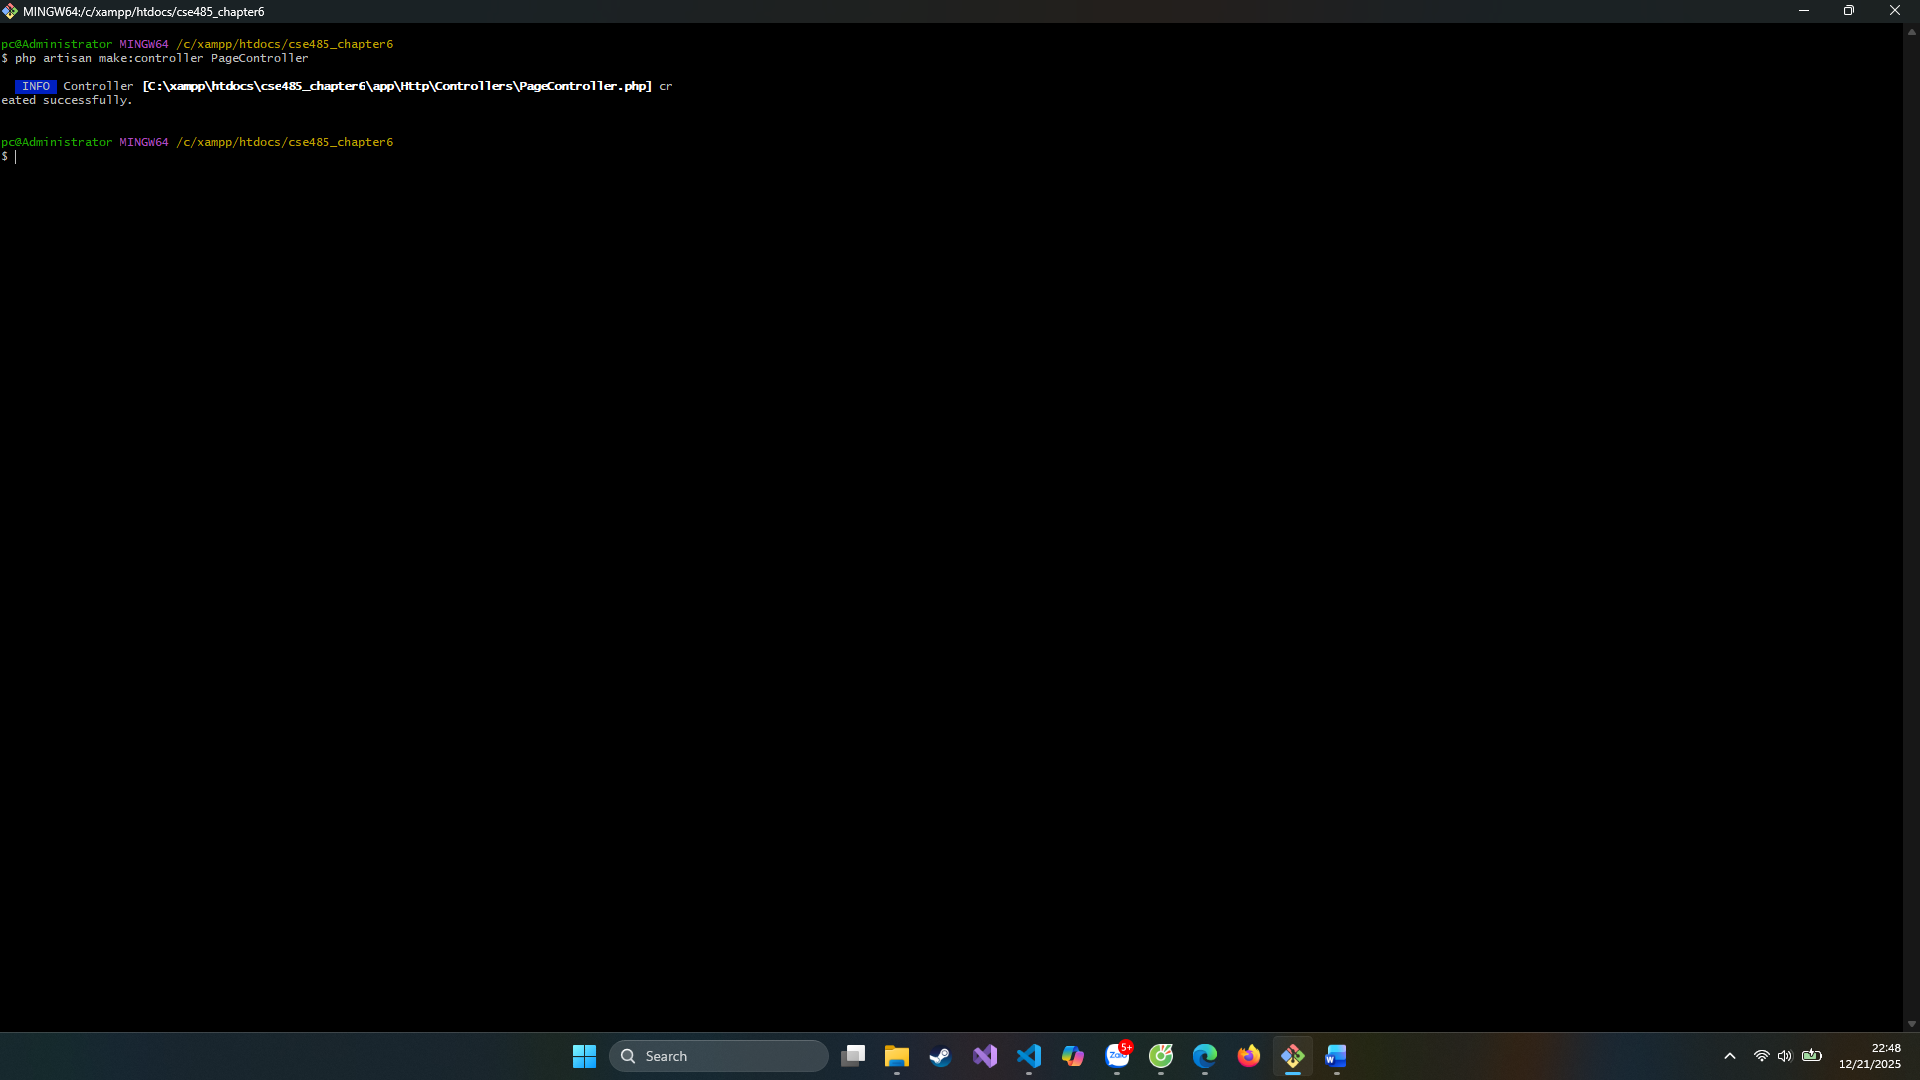 MINGW64:/c/xampp/htdocs/cse485_chapter6
pc@Administrator MINGW64 /c/xampp/htdocs/cse485_chapter6
$ php artisan make:controller PageController
INFO Controller [C:\xampp\htdocs\cse485_chapter6\app\Http\Controllers\PageController.php] cr
eated successfully.
pc@Administrator MINGW64 /c/xampp/htdocs/cse485_chapter6
$
Search
Zalo
5+
W
22:48
12/21/2025